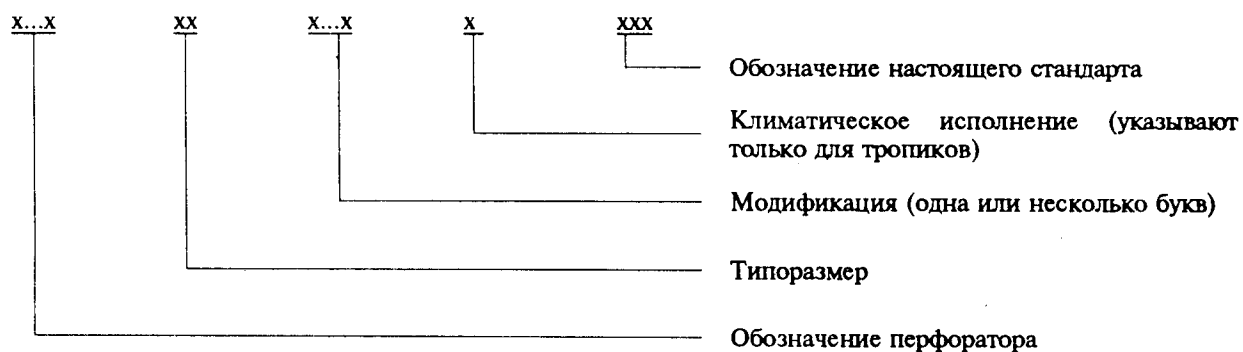 х...х хх х...х х ххх
Обозначение настоящего стандарта
Климатическое исполнение (указывают
только для тропиков)
Модификация (одна или несколько букв)
Типоразмер
Обозначение перфоратора